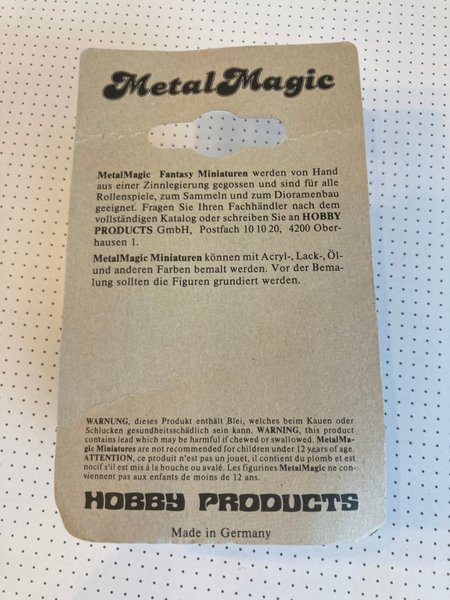 MetalMagic
MetalMagic Fantasy Miniaturen werden von Hand
aus einer Zinnlegierung gegossen und sind für alle
Rollenspiele, zum Sammeln und zum Dioramenbau
geeignet. Fragen Sie Ihren Fachhändler nach dem
vollständigen Katalog oder schreiben Sie an HOBBY
PRODUCTS GmbH, Postfach 10 10 20, 4200 Ober-
hausen 1.
MetalMagic Miniaturen können mit Acryl-, Lack-, Öl-
und anderen Farben bemalt werden. Vor der Bema-
lung sollten die Figuren grundiert werden.
WARNUNG, dieses Produkt enthält Blei, welches beim Kauen oder
Schlucken gesundheitsschädlich sein kann. WARNING, this product
contains lead which may be harmful if chewed or swallowed. MetalMa-
gic Miniatures are not recommended for children under 12 years of age.
ATTENTION, ce produit n'est pas un jouet, il contient du plomb et est
nocif s'il est mis à la bouche ou avalé. Les figurines MetalMagic ne con-
viennent pas aux enfants de moins de 12 ans.
HOBBY PRODUCTS
Made in Germany